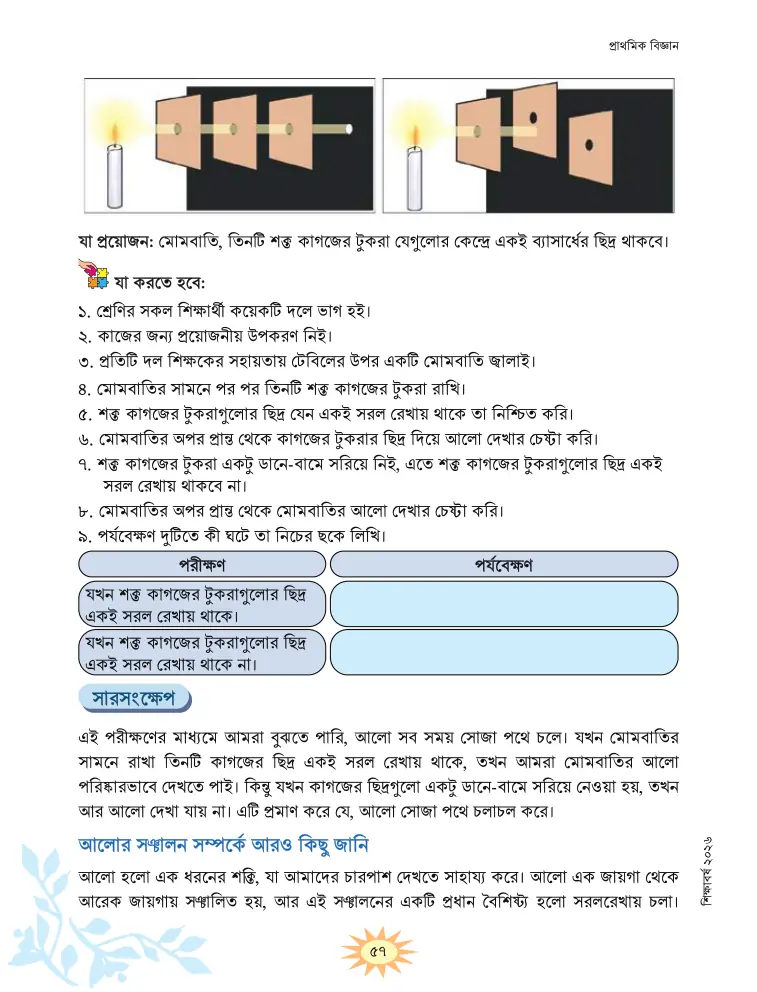 প্রাথমিক বিজ্ঞান
যা প্রয়োজন: মোমবাতি, তিনটি শক্ত কাগজের টুকরা যেগুলোর কেন্দ্রে একই ব্যাসার্ধের ছিদ্র থাকবে।
যা করতে হবে:
১. শ্রেণির সকল শিক্ষার্থী কয়েকটি দলে ভাগ হই।
২. কাজের জন্য প্রয়োজনীয় উপকরণ নিই।
৩. প্রতিটি দল শিক্ষকের সহায়তায় টেবিলের উপর একটি মোমবাতি জ্বালাই।
৪. মোমবাতির সামনে পর পর তিনটি শক্ত কাগজের টুকরা রাখি।
৫. শক্ত কাগজের টুকরাগুলোর ছিদ্র যেন একই সরল রেখায় থাকে তা নিশ্চিত করি।
৬. মোমবাতির অপর প্রান্ত থেকে কাগজের টুকরার ছিদ্র দিয়ে আলো দেখার চেষ্টা করি।
৭. শক্ত কাগজের টুকরা একটু ডানে-বামে সরিয়ে নিই, এতে শক্ত কাগজের টুকরাগুলোর ছিদ্র একই
সরল রেখায় থাকবে না।
৮. মোমবাতির অপর প্রান্ত থেকে মোমবাতির আলো দেখার চেষ্টা করি।
৯. পর্যবেক্ষণ দুটিতে কী ঘটে তা নিচের ছকে লিখি।
পরীক্ষণ
পর্যবেক্ষণ
যখন শক্ত কাগজের টুকরাগুলোর ছিদ্র
একই সরল রেখায় থাকে।
যখন শক্ত কাগজের টুকরাগুলোর ছিদ্র
একই সরল রেখায় থাকে না।
সারসংক্ষেপ
এই পরীক্ষণের মাধ্যমে আমরা বুঝতে পারি, আলো সব সময় সোজা পথে চলে। যখন মোমবাতির
সামনে রাখা তিনটি কাগজের ছিদ্র একই সরল রেখায় থাকে, তখন আমরা মোমবাতির আলো
পরিষ্কারভাবে দেখতে পাই। কিন্তু যখন কাগজের ছিদ্রগুলো একটু ডানে-বামে সরিয়ে নেওয়া হয়, তখন
আর আলো দেখা যায় না। এটি প্রমাণ করে যে, আলো সোজা পথে চলাচল করে।
আলোর সঞ্চালন সম্পর্কে আরও কিছু জানি
আলো হলো এক ধরনের শক্তি, যা আমাদের চারপাশ দেখতে সাহায্য করে। আলো এক জায়গা থেকে
আরেক জায়গায় সঞ্চালিত হয়, আর এই সঞ্চালনের একটি প্রধান বৈশিষ্ট্য হলো সরলরেখায় চলা।
শিক্ষাবর্ষ ২০২৬
৫৭